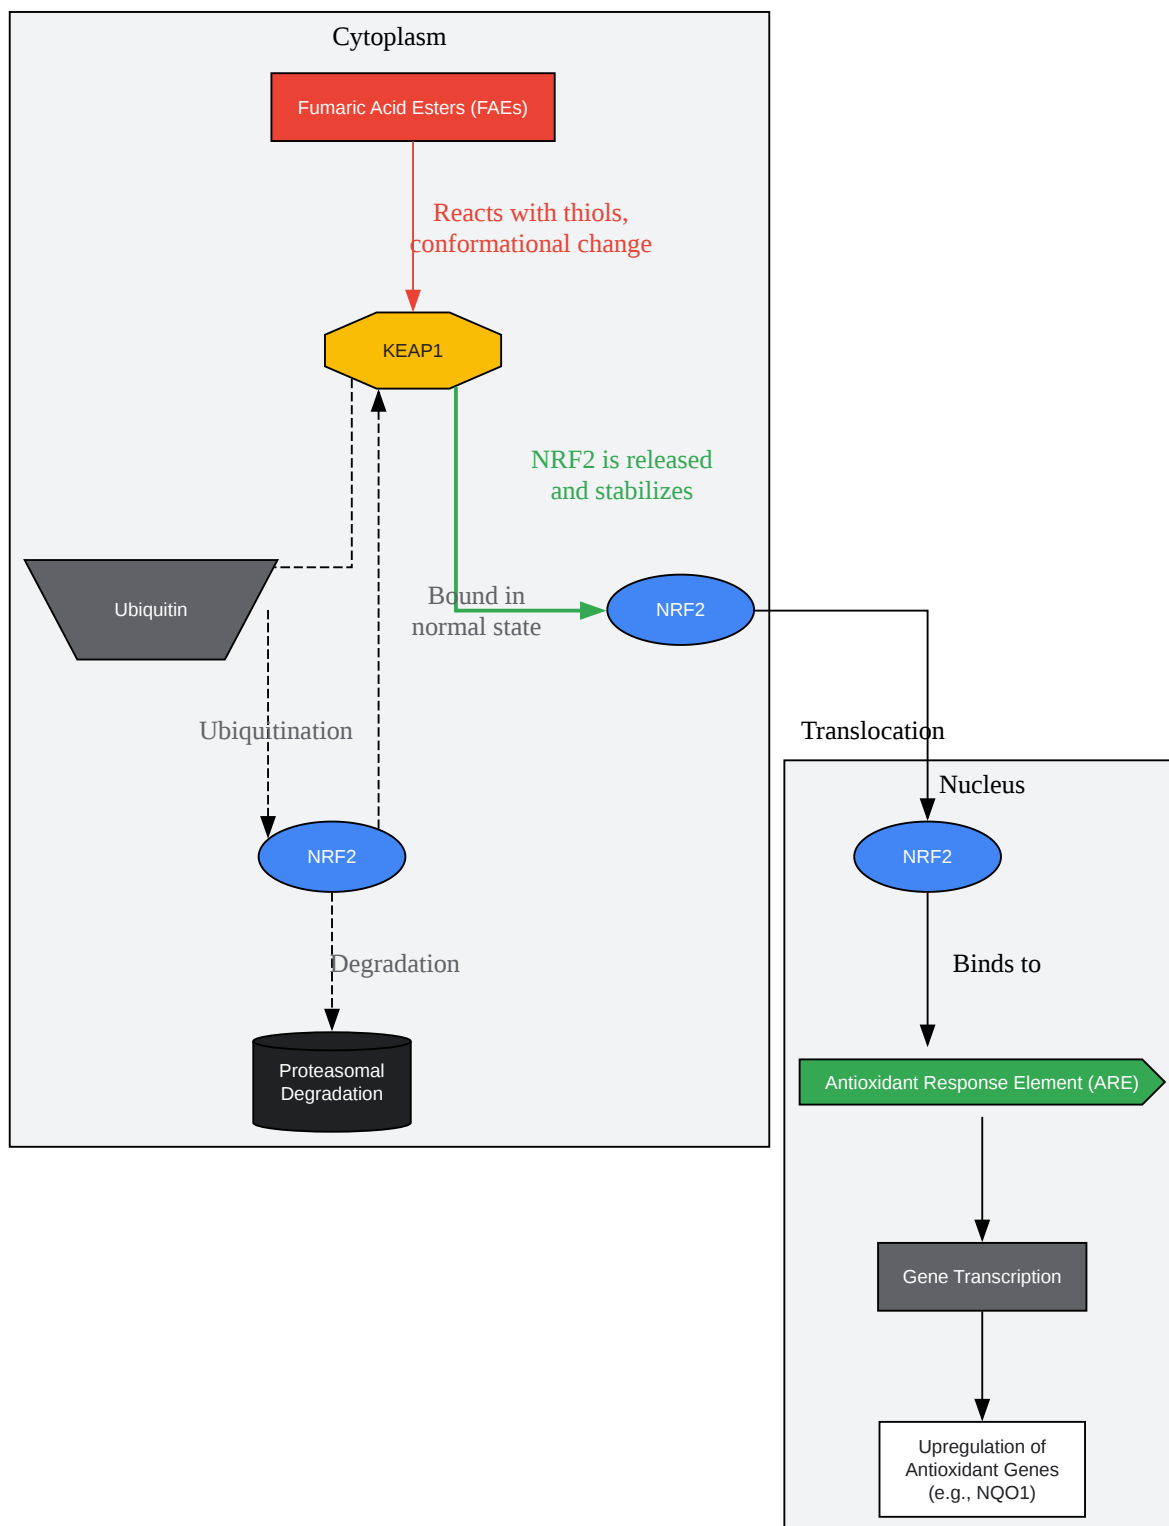 Cytoplasm
Fumaric Acid Esters (FAEs)
Reacts with thiols,
conformational change
KEAP1
NRF2 is released
and stabilizes
Ubiquitin
Bound in
normal state
NRF2
Ubiquitination
Translocation
Nucleus
NRF2
NRF2
Degradation
Binds to
Proteasomal
Degradation
Antioxidant Response Element (ARE)
Gene Transcription
Upregulation of
Antioxidant Genes
(e.g., NQO1)